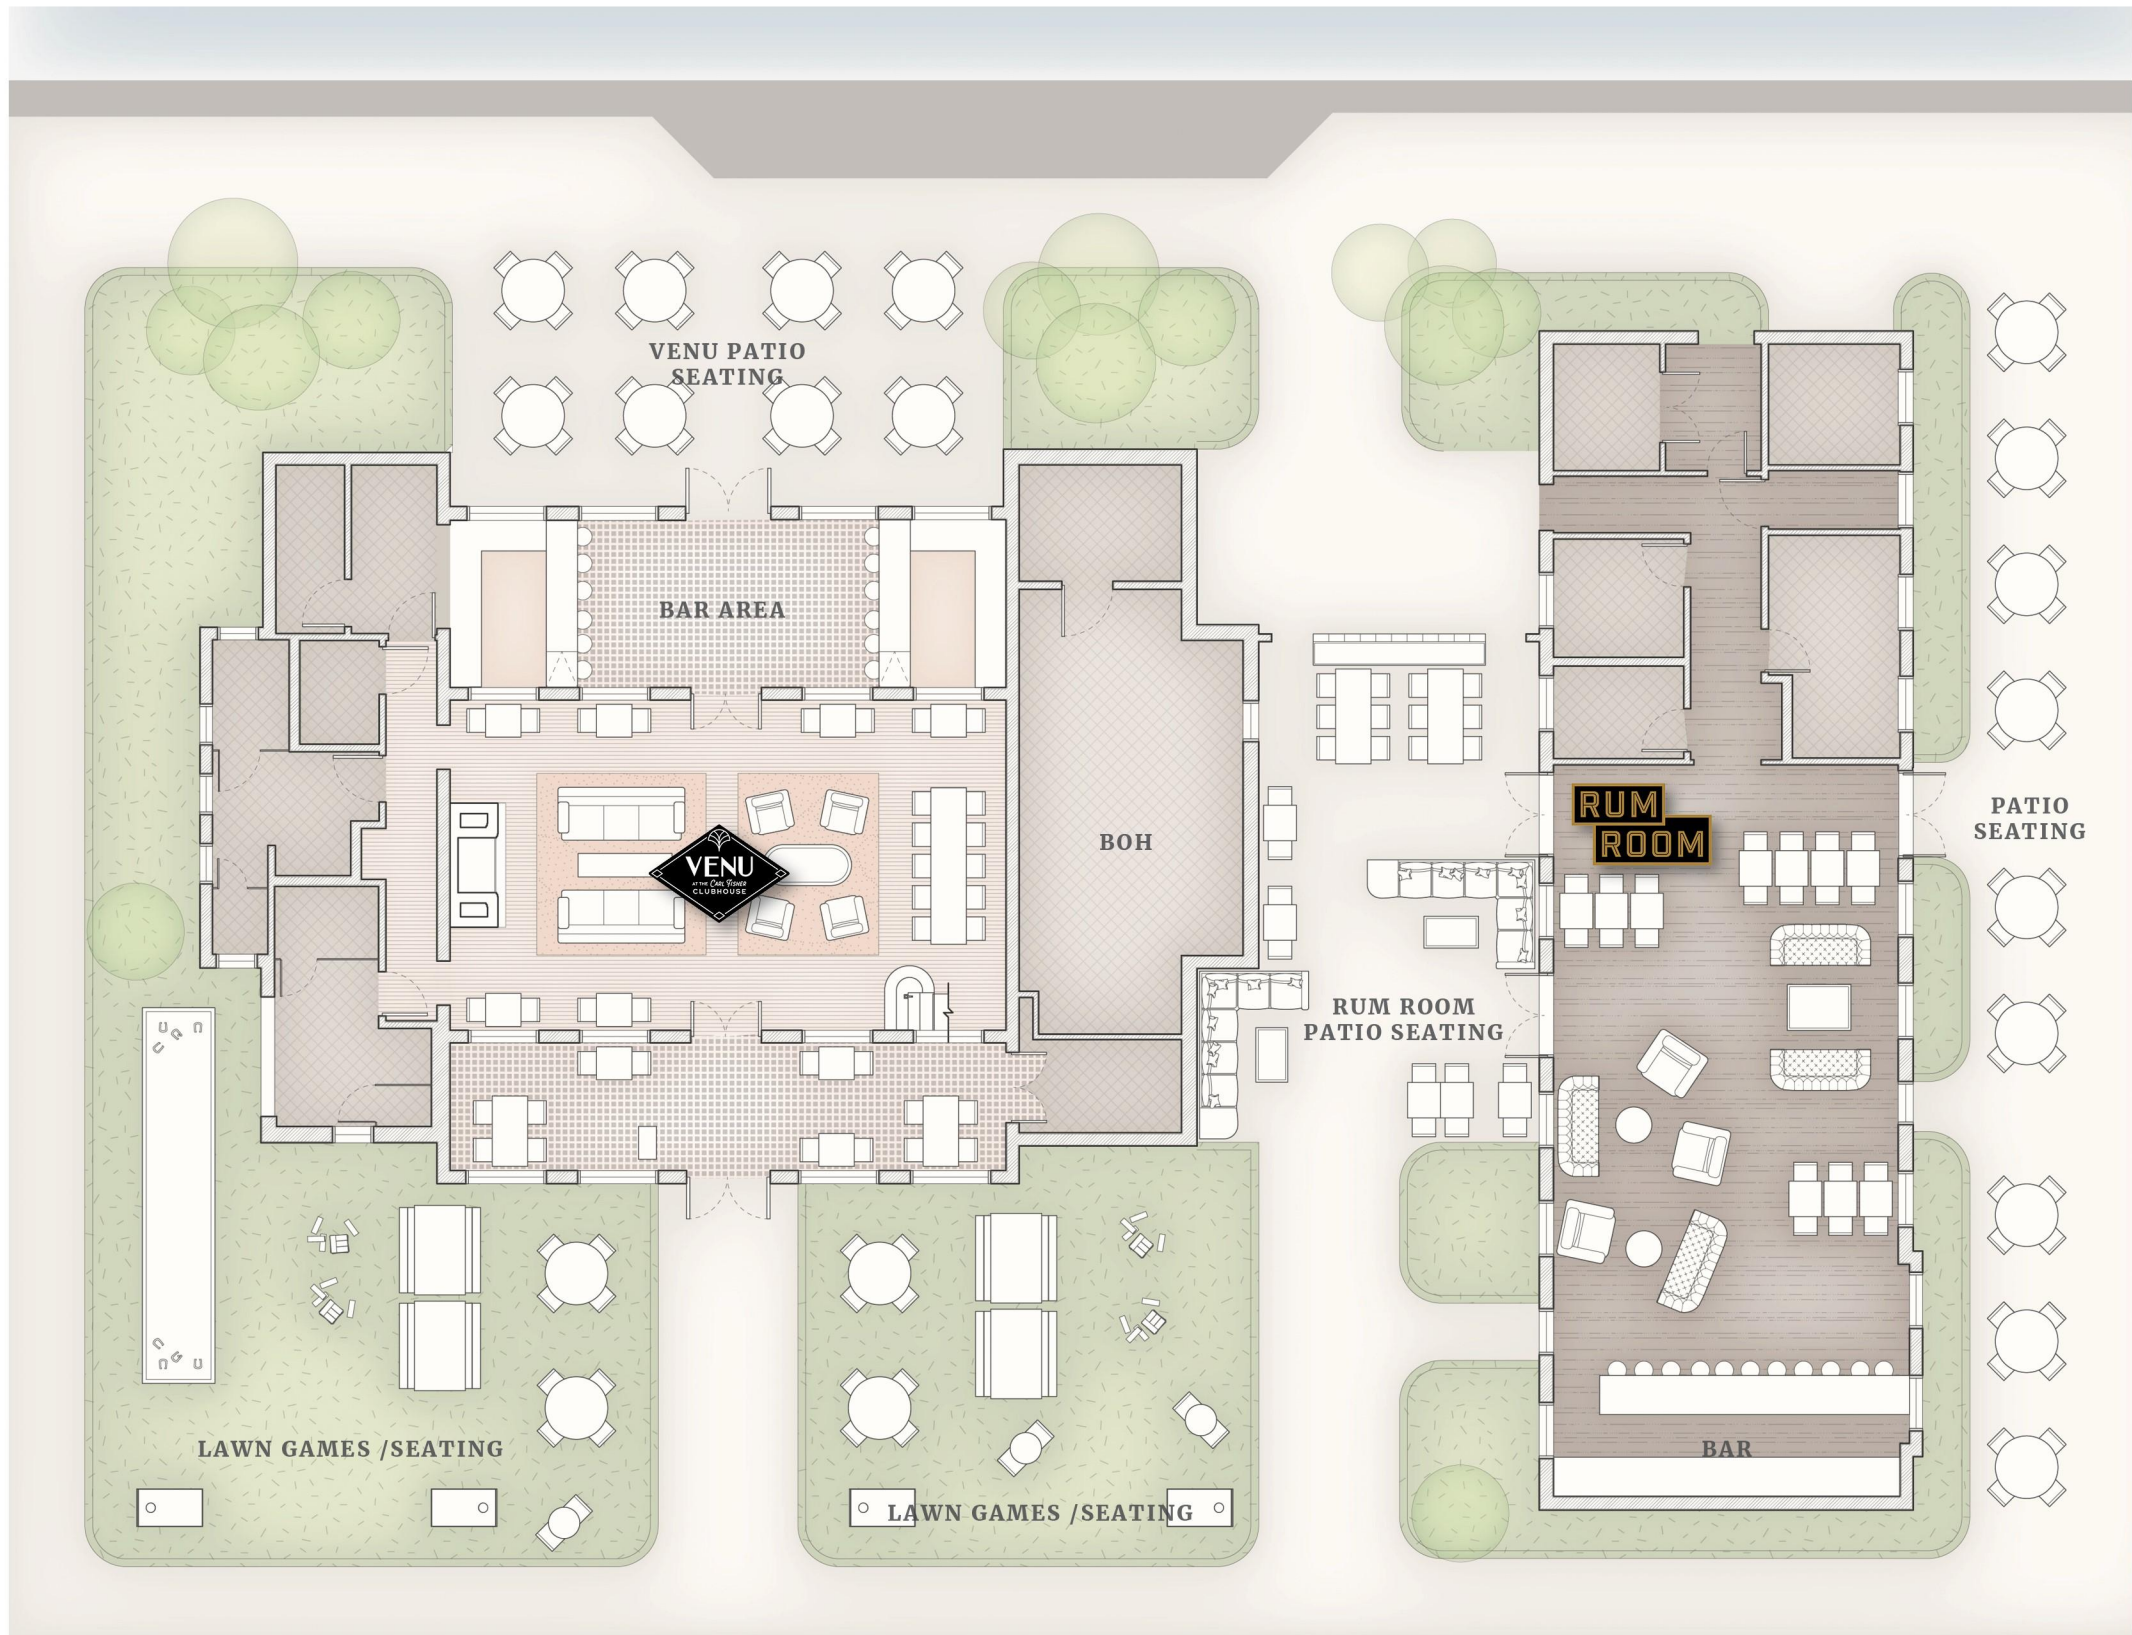 VENU PATIO
SEATING
BAR AREA
VENU
AT THE Carl Fisher
CLUBHOUSE
BOH
RUM
ROOM
PATIO
SEATING
RUM ROOM
PATIO SEATING
LAWN GAMES /SEATING
LAWN GAMES /SEATING
BAR